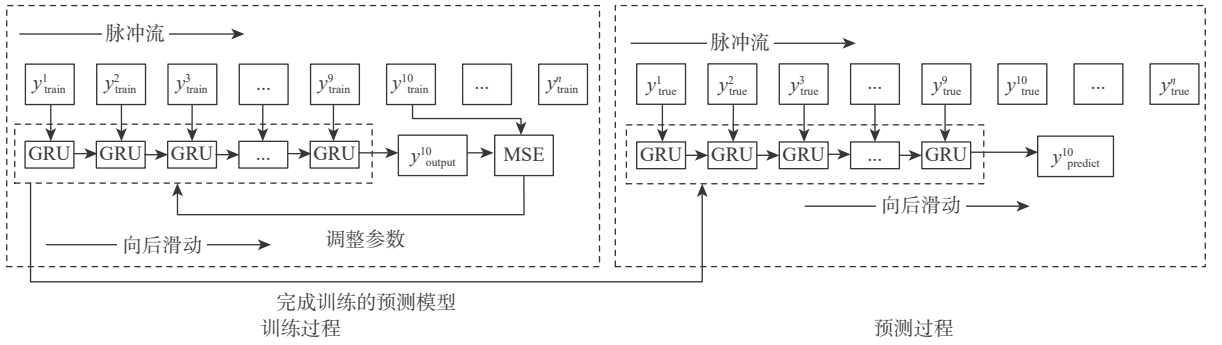 脉冲流
y^1_train y^2_train y^3_train ... y^9_train y^10_train ... y^n_train
GRU GRU GRU ... GRU y^10_output MSE
向后滑动 调整参数
脉冲流
y^1_true y^2_true y^3_true ... y^9_true y^10_true ... y^n_true
GRU GRU GRU ... GRU y^10_predict
向后滑动
完成训练的预测模型
训练过程
预测过程